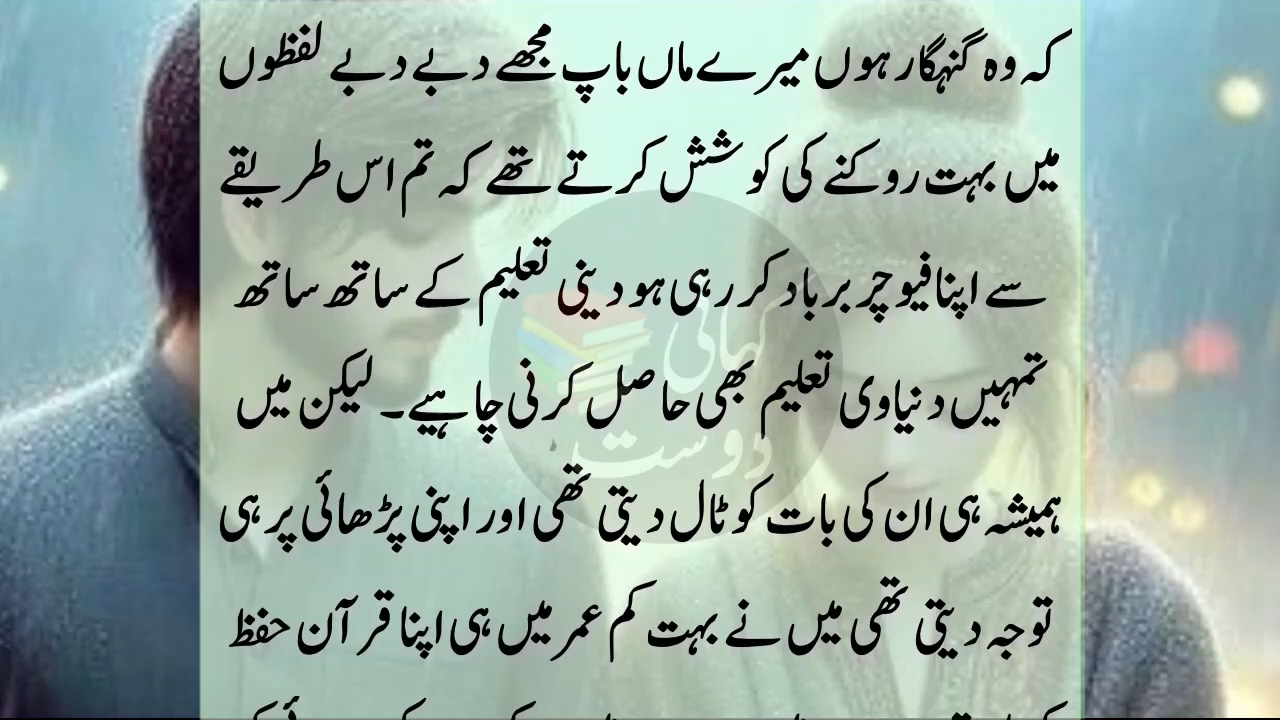 کہ وہ گنہگار ہوں میرے ماں باپ مجھے دبے دبے لفظوں
میں بہت روکنے کی کوشش کرتے تھے کہ تم اس طریقے
سے اپنا فیوچر برباد کر رہی ہو دینی تعلیم کے ساتھ ساتھ
تمہیں دنیاوی تعلیم بھی حاصل کرنی چاہیے۔ لیکن میں
ہمیشہ ہی ان کی بات کو ٹال دیتی تھی اور اپنی پڑھائی پر ہی
توجہ دیتی تھی میں نے بہت کم عمر میں ہی اپنا قرآن حفظ
کہانی
دوست